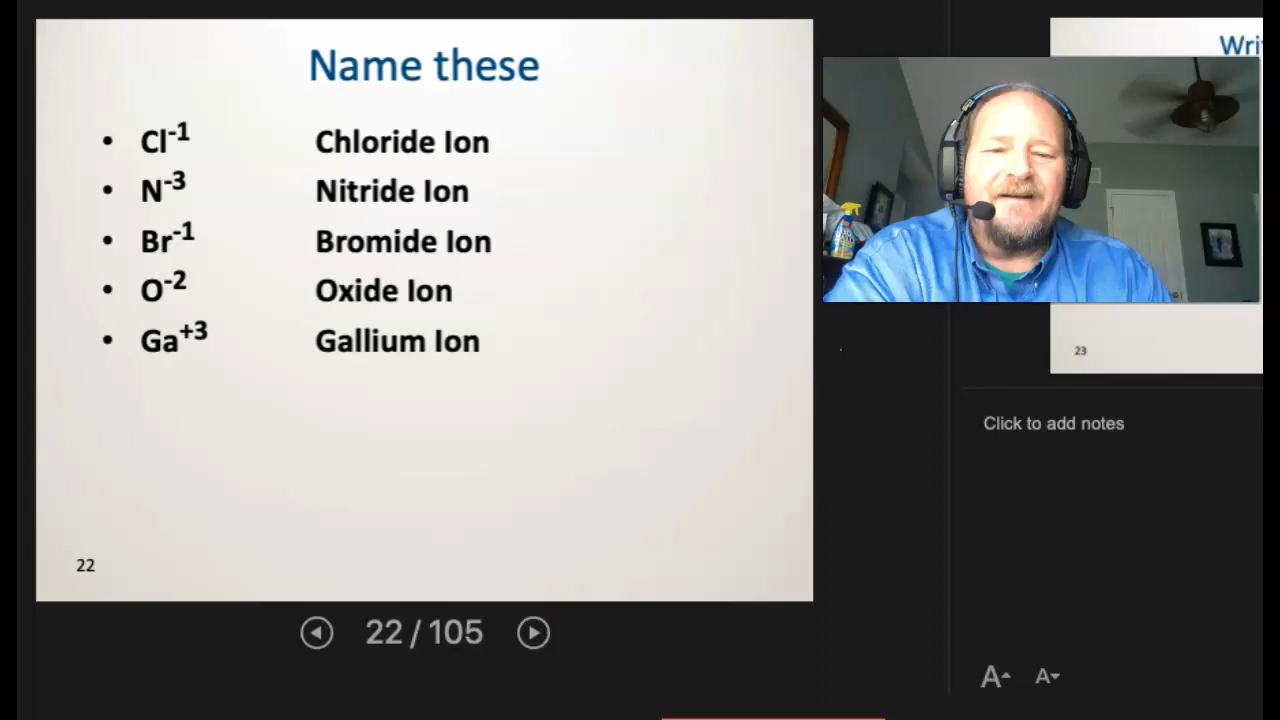 Name these
• Cl-1 Chloride Ion
• N-3 Nitride Ion
• Br-1 Bromide Ion
• O-2 Oxide Ion
• Ga+3 Gallium Ion
22
22 / 105
23
Click to add notes
A A